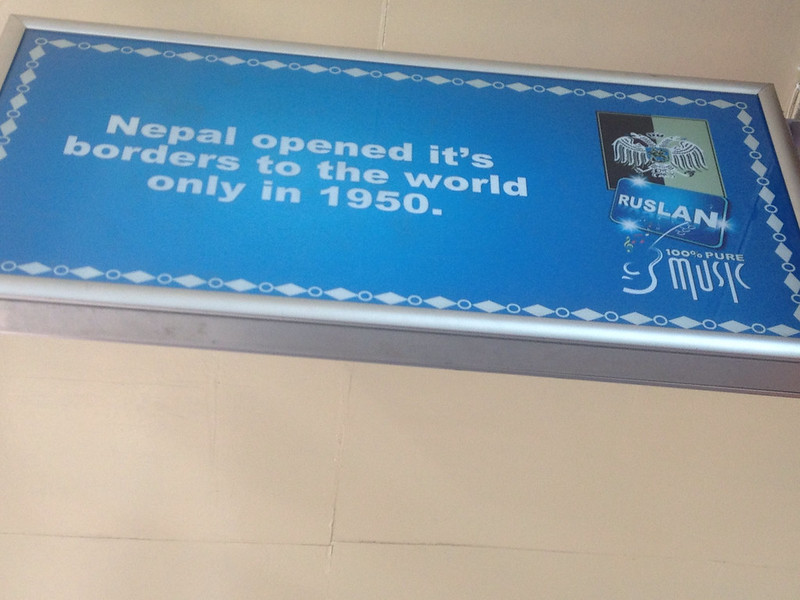 Nepal opened it's
borders to the world
only in 1950.
RUSLAN
100% PURE
music